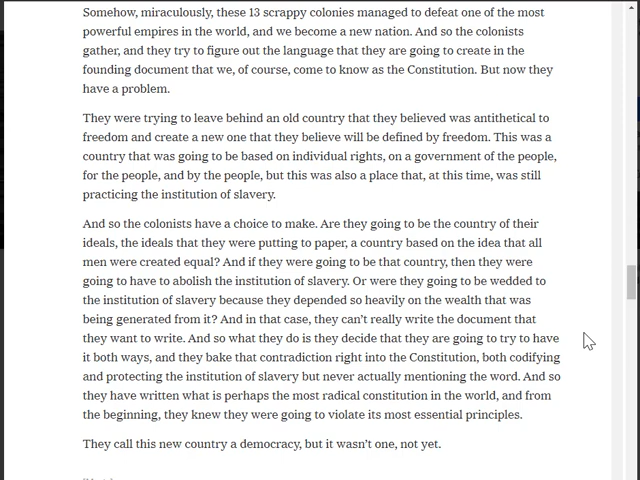 Somehow, miraculously, these 13 scrappy colonies managed to defeat one of the most
powerful empires in the world, and we become a new nation. And so the colonists
gather, and they try to figure out the language that they are going to create in the
founding document that we, of course, come to know as the Constitution. But now they
have a problem.
They were trying to leave behind an old country that they believed was antithetical to
freedom and create a new one that they believe will be defined by freedom. This was a
country that was going to be based on individual rights, on a government of the people,
for the people, and by the people, but this was also a place that, at this time, was still
practicing the institution of slavery.
And so the colonists have a choice to make. Are they going to be the country of their
ideals, the ideals that they were putting to paper, a country based on the idea that all
men were created equal? And if they were going to be that country, then they were
going to have to abolish the institution of slavery. Or were they going to be wedded to
the institution of slavery because they depended so heavily on the wealth that was
being generated from it? And in that case, they can’t really write the document that
they want to write. And so what they do is they decide that they are going to try to have
it both ways, and they bake that contradiction right into the Constitution, both codifying
and protecting the institution of slavery but never actually mentioning the word. And so
they have written what is perhaps the most radical constitution in the world, and from
the beginning, they knew they were going to violate its most essential principles.
They call this new country a democracy, but it wasn’t one, not yet.